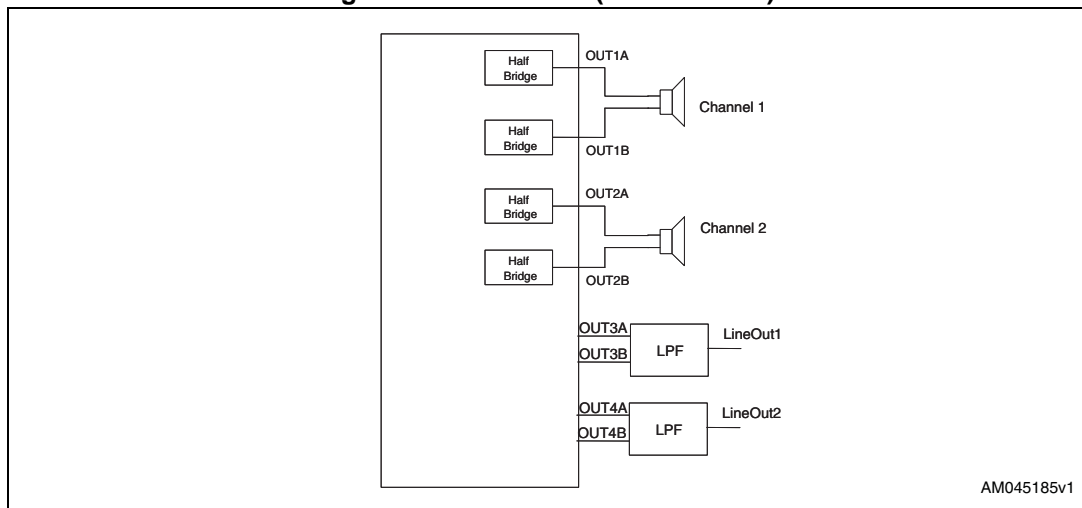 Half
Bridge
OUT1A
Channel 1
Half
Bridge
OUT1B
Half
Bridge
OUT2A
Channel 2
Half
Bridge
OUT2B
OUT3A
OUT3B
LPF
LineOut1
OUT4A
OUT4B
LPF
LineOut2
AM045185v1